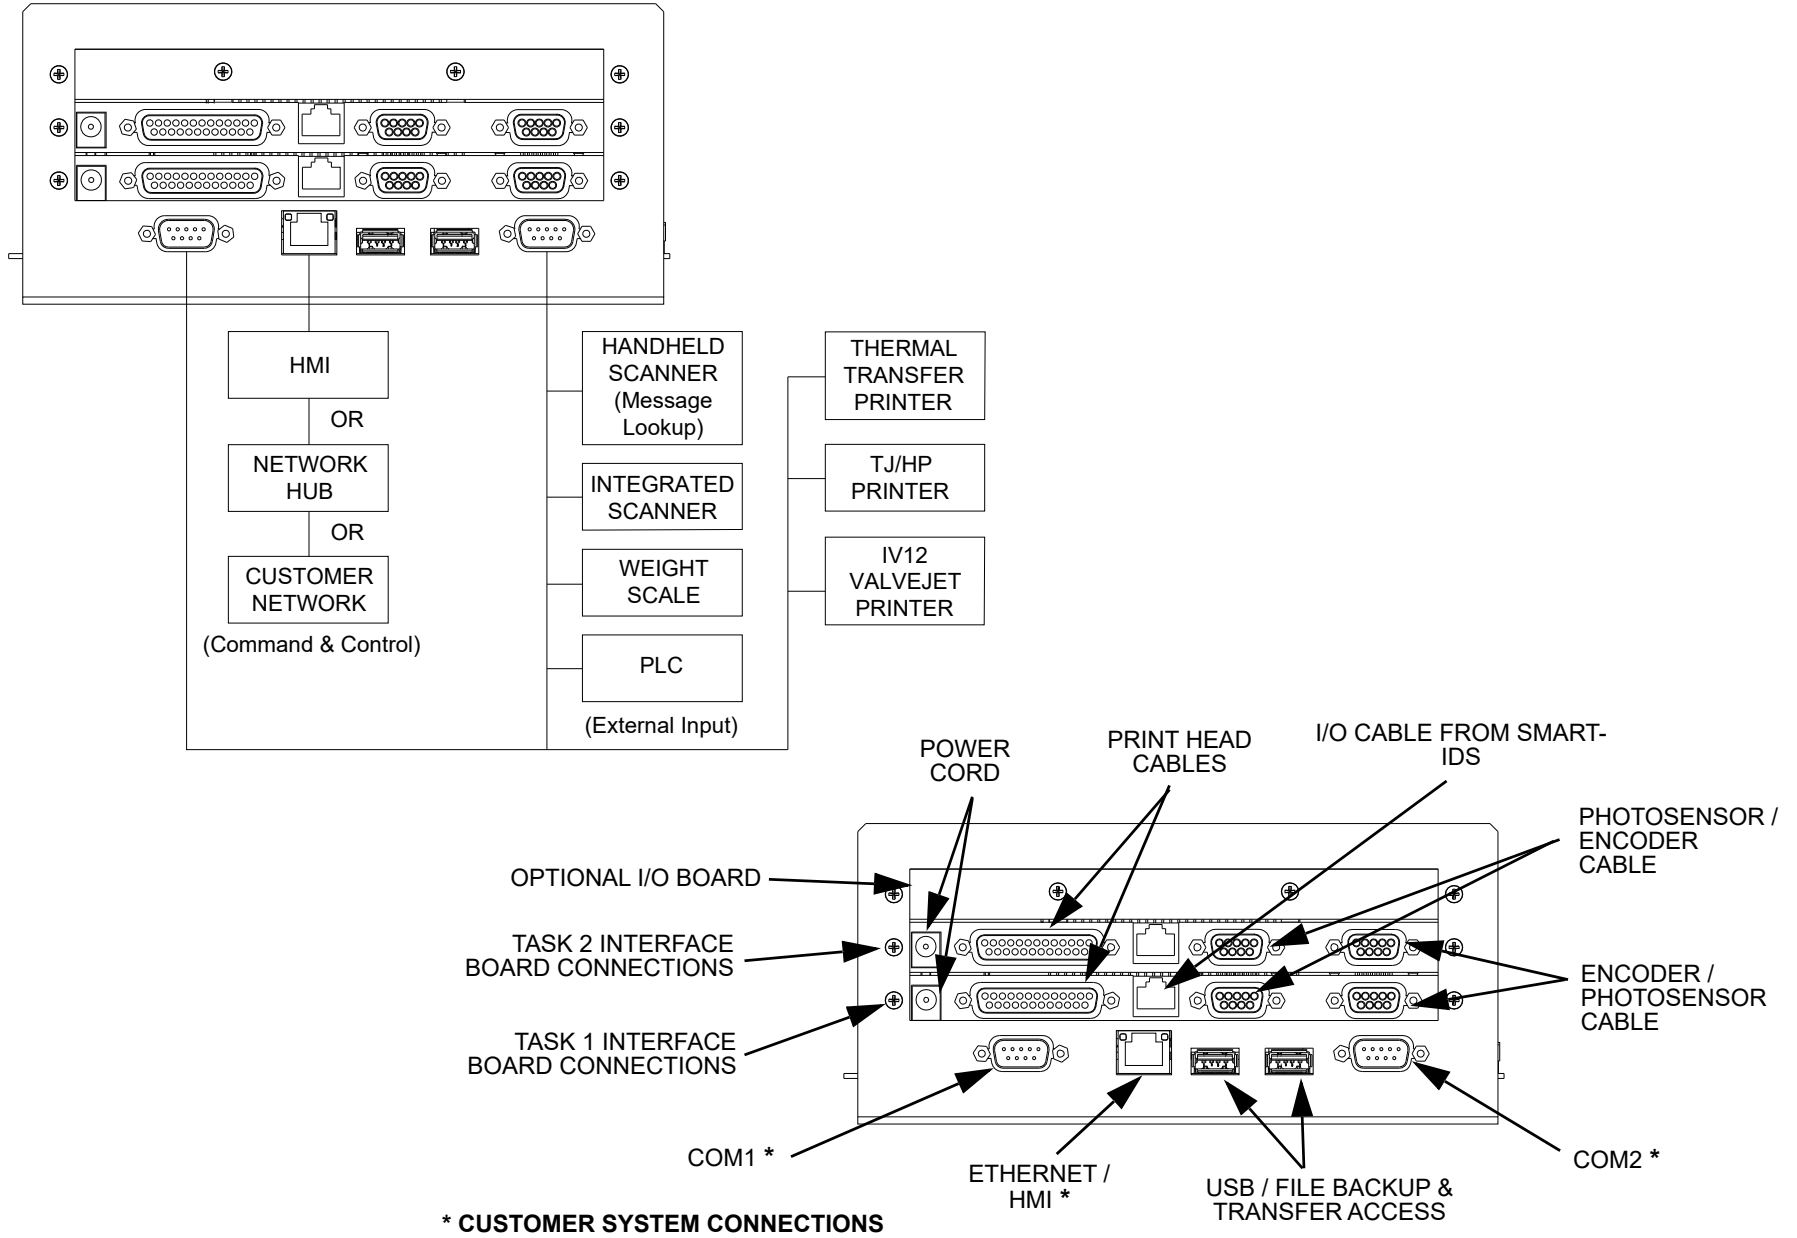 HMI
OR
NETWORK
HUB
OR
CUSTOMER
NETWORK
(Command & Control)
HANDHELD
SCANNER
(Message
Lookup)
INTEGRATED
SCANNER
WEIGHT
SCALE
PLC
(External Input)
THERMAL
TRANSFER
PRINTER
TJ/HP
PRINTER
IV12
VALVEJET
PRINTER
POWER
CORD
PRINT HEAD
CABLES
I/O CABLE FROM SMART-
IDS
PHOTOSENSOR /
ENCODER
CABLE
OPTIONAL I/O BOARD
TASK 2 INTERFACE
BOARD CONNECTIONS
ENCODER /
PHOTOSENSOR
CABLE
TASK 1 INTERFACE
BOARD CONNECTIONS
COM1 *
ETHERNET /
HMI *
USB / FILE BACKUP &
TRANSFER ACCESS
COM2 *
* CUSTOMER SYSTEM CONNECTIONS